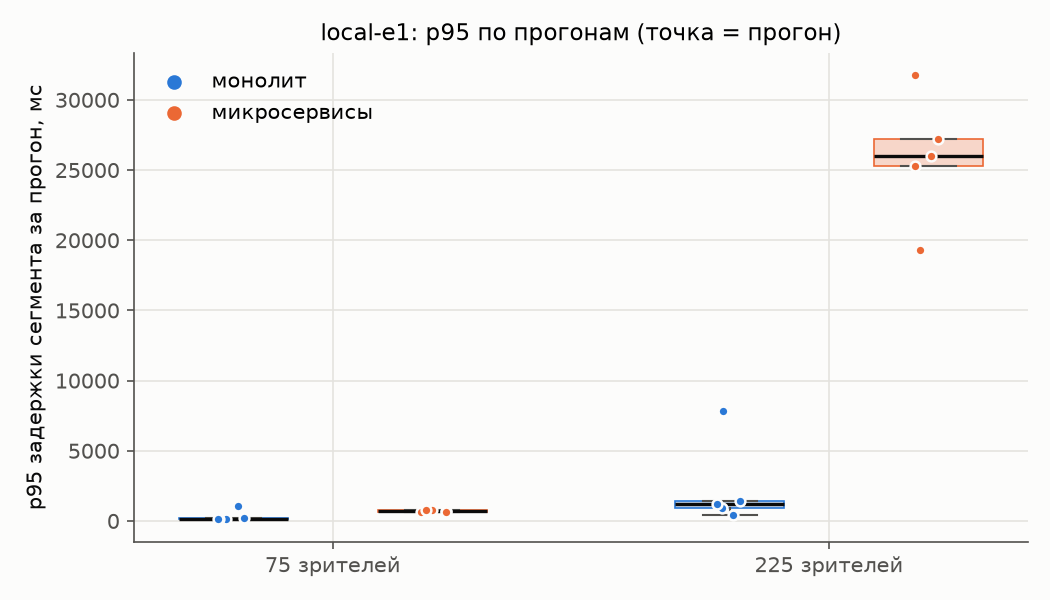 local-e1: p95 по прогонам (точка = прогон)
монолит
микросервисы
p95 задержки сегмента за прогон, мс
30000
25000
20000
15000
10000
5000
0
75 зрителей
225 зрителей